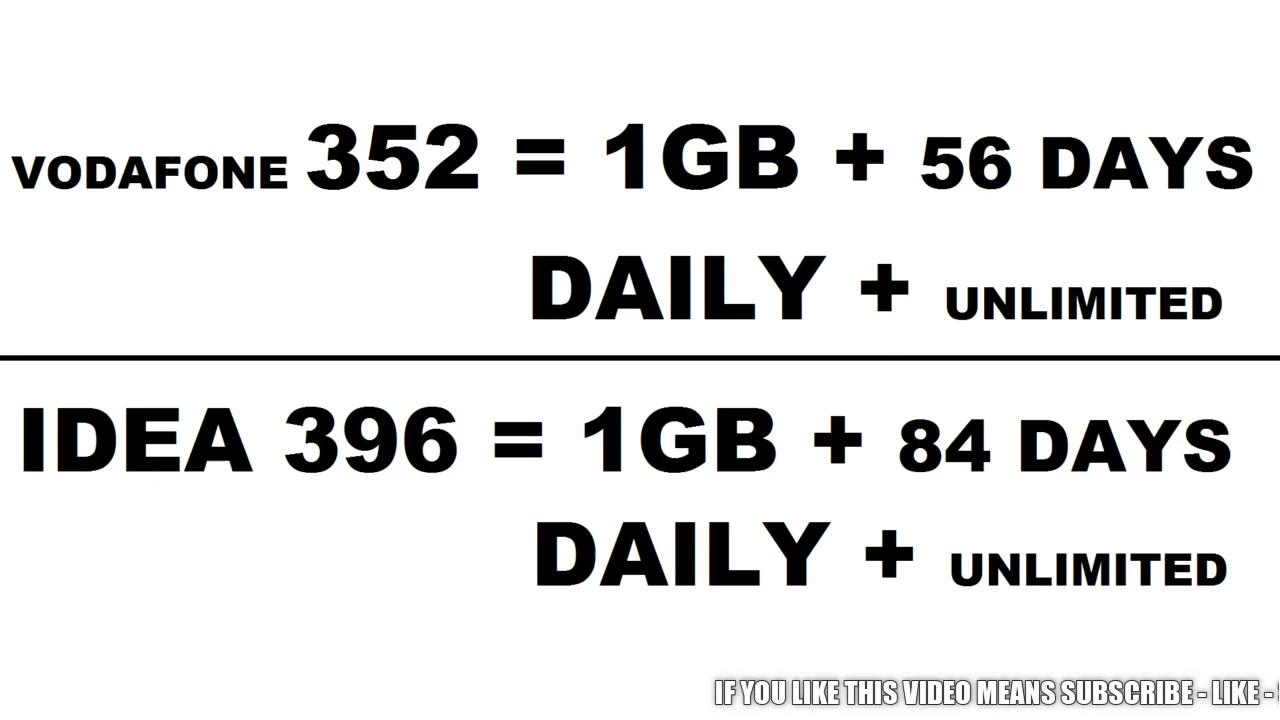 VODAFONE 352 = 1GB + 56 DAYS
DAILY + UNLIMITED
IDEA 396 = 1GB + 84 DAYS
DAILY + UNLIMITED
IF YOU LIKE THIS VIDEO MEANS SUBSCRIBE - LIKE -